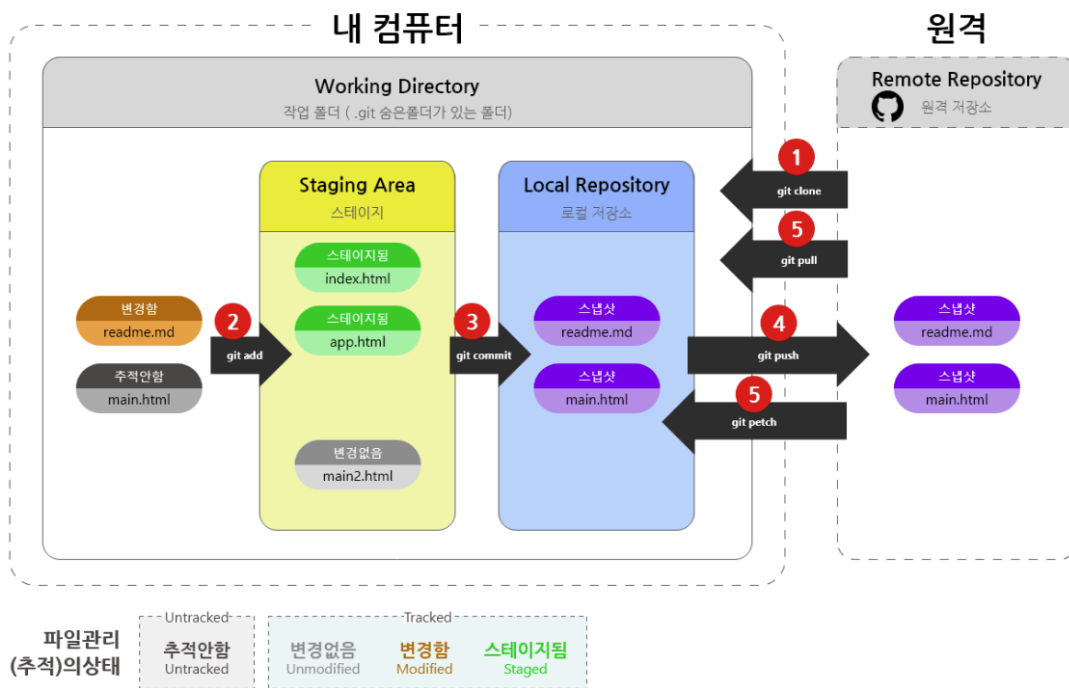 내 컴퓨터
원격
Working Directory
작업 폴더 ( .git 숨은폴더가 있는 폴더)
Remote Repository
원격 저장소
Staging Area
스테이지
Local Repository
로컬 저장소
1
git clone
5
git pull
스테이지됨
index.html
변경함
readme.md
2
git add
스테이지됨
app.html
3
git commit
스냅샷
readme.md
4
git push
스냅샷
readme.md
추적안함
main.html
스냅샷
main.html
5
git petch
스냅샷
main.html
변경없음
main2.html
파일관리
(추적)의상태
Untracked
추적안함
Untracked
Tracked
변경없음
Unmodified
변경함
Modified
스테이지됨
Staged